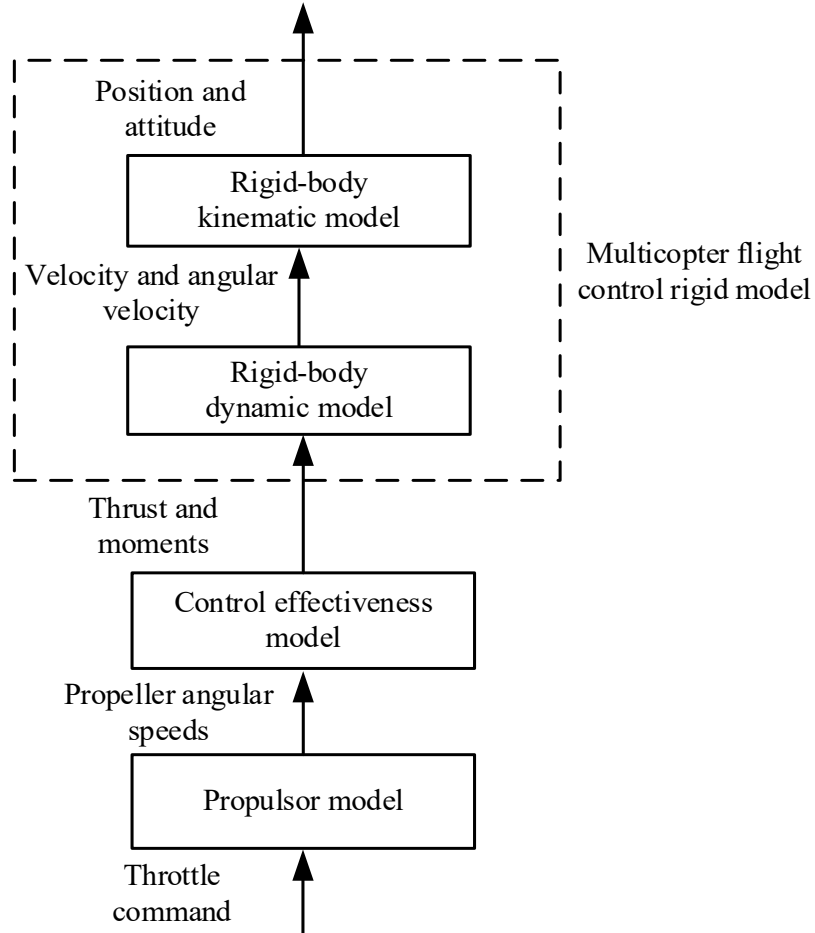 Position and
attitude
Rigid-body
kinematic model
Velocity and angular
velocity
Multicopter flight
control rigid model
Rigid-body
dynamic model
Thrust and
moments
Control effectiveness
model
Propeller angular
speeds
Propulsor model
Throttle
command